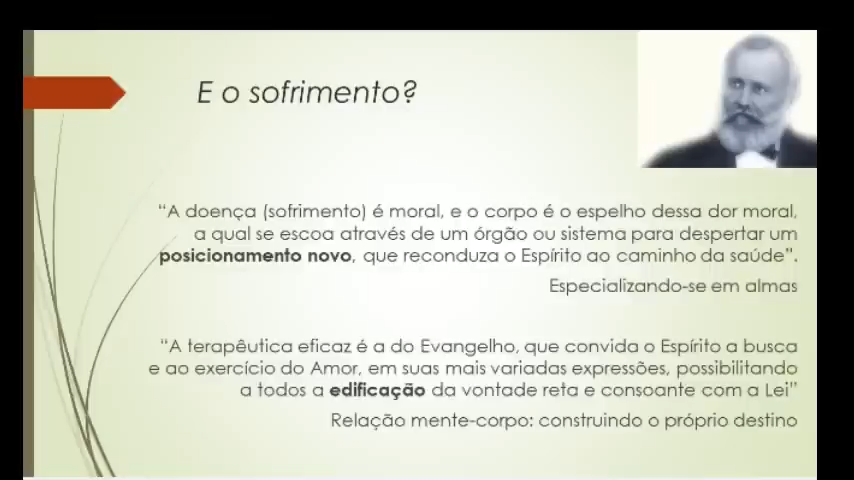 E o sofrimento?
“A doença (sofrimento) é moral, e o corpo é o espelho dessa dor moral,
a qual se escoa através de um órgão ou sistema para despertar um
posicionamento novo, que reconduza o Espírito ao caminho da saúde”.
Especializando-se em almas
“A terapêutica eficaz é a do Evangelho, que convida o Espírito a busca
e ao exercício do Amor, em suas mais variadas expressões, possibilitando
a todos a edificação da vontade reta e consoante com a Lei”
Relação mente-corpo: construindo o próprio destino